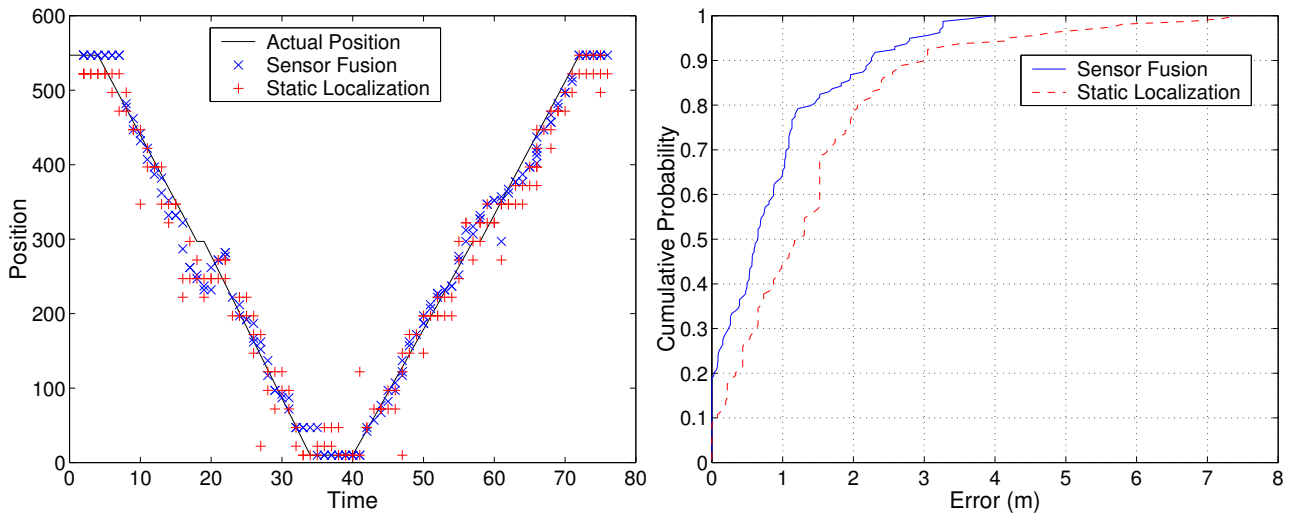 600
500
400
300
200
100
0
Position
Actual Position
Sensor Fusion
Static Localization
0 10 20 30 40 50 60 70 80
Time
1
0.9
0.8
0.7
0.6
0.5
0.4
0.3
0.2
0.1
Cumulative Probability
Sensor Fusion
Static Localization
0 1 2 3 4 5 6 7 8
Error (m)